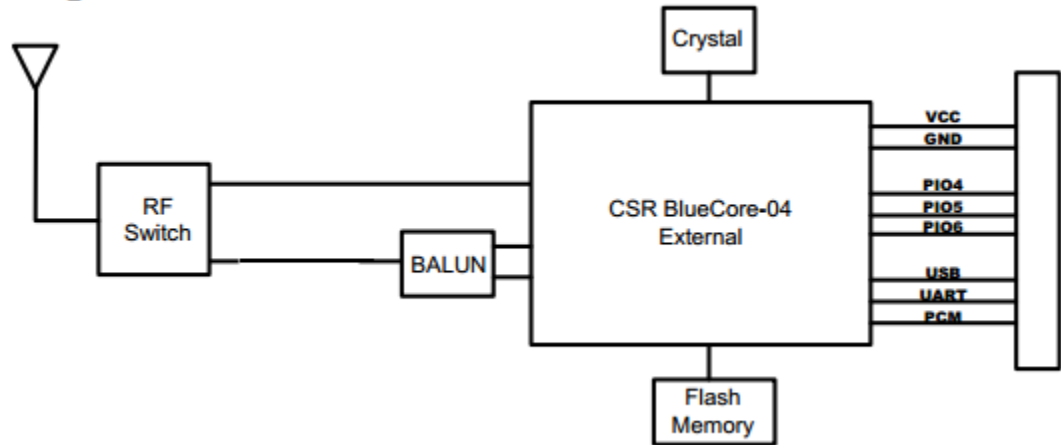 Crystal
VCC
GND
RF
Switch
CSR BlueCore-04
External
PIO4
PIO5
PIO6
BALUN
USB
UART
PCM
Flash
Memory